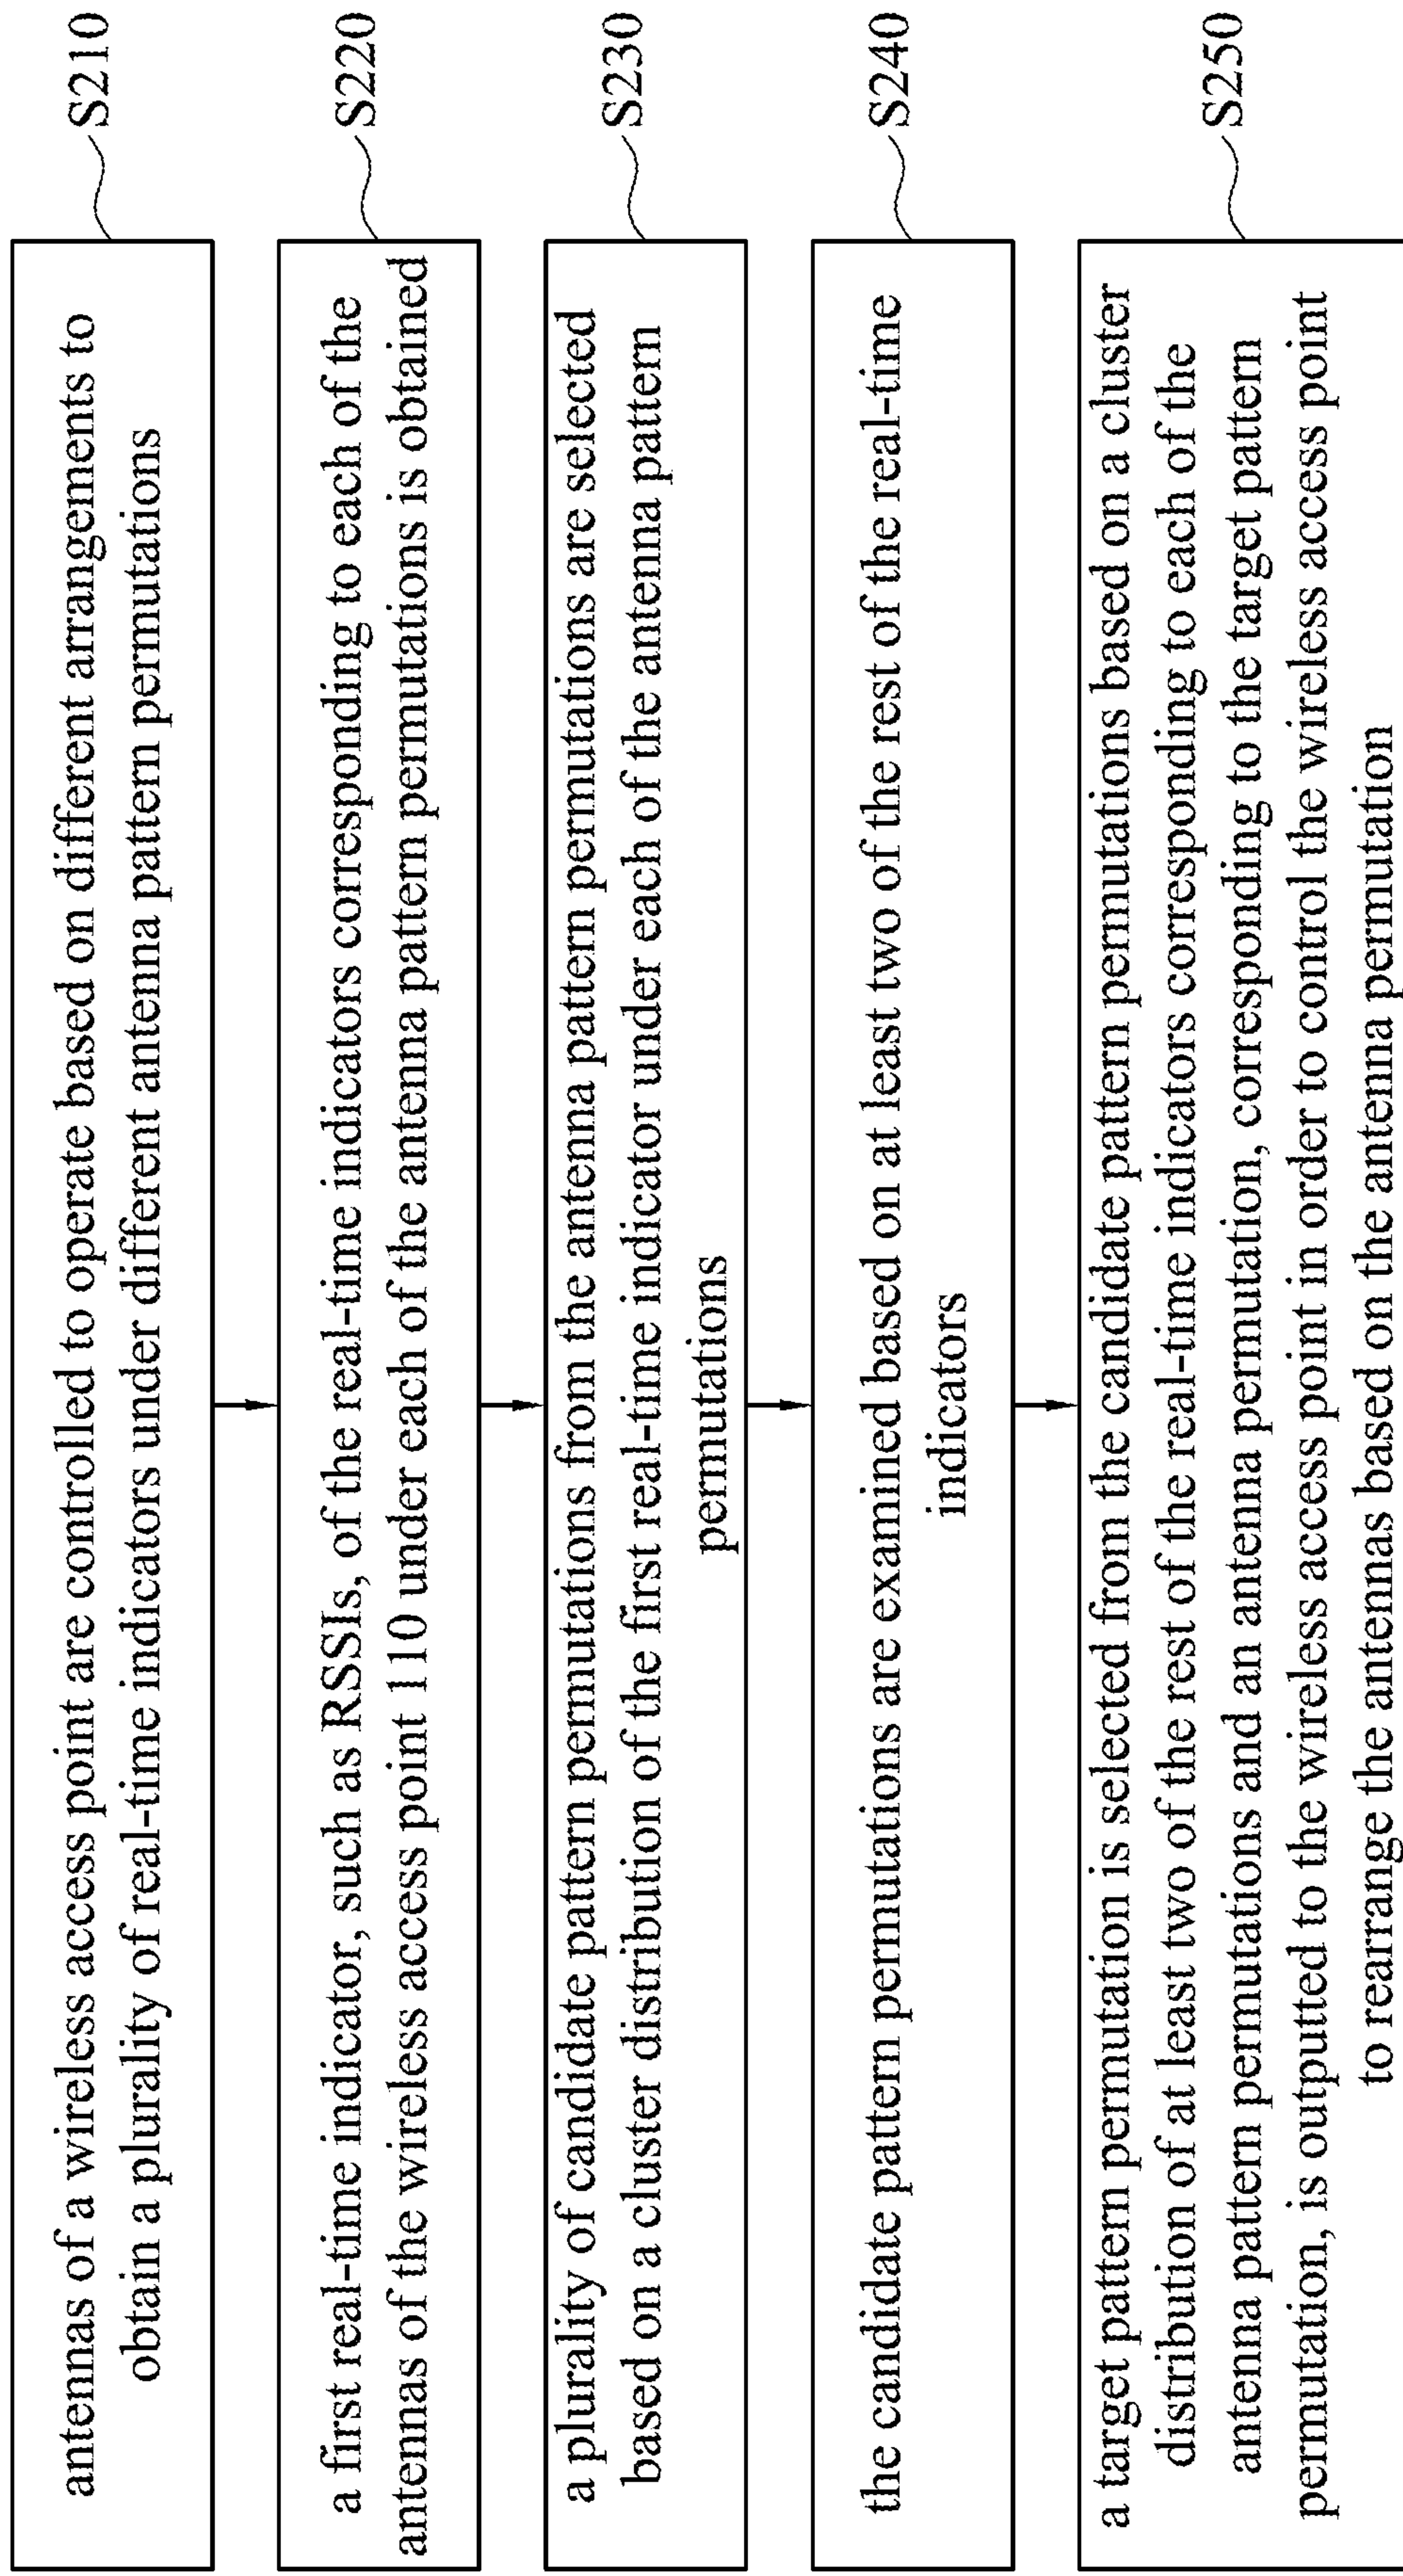 antennas of a wireless access point are controlled to operate based on different arrangements to
obtain a plurality of real-time indicators under different antenna pattern permutations
S210
a first real-time indicator, such as RSSIs, of the real-time indicators corresponding to each of the
antennas of the wireless access point 110 under each of the antenna pattern permutations is obtained
S220
a plurality of candidate pattern permutations from the antenna pattern permutations are selected
based on a cluster distribution of the first real-time indicator under each of the antenna pattern
permutations
S230
the candidate pattern permutations are examined based on at least two of the rest of the real-time
indicators
S240
a target pattern permutation is selected from the candidate pattern permutations based on a cluster
distribution of at least two of the rest of the real-time indicators corresponding to each of the
antenna pattern permutations and an antenna permutation, corresponding to the target pattern
permutation, is outputted to the wireless access point in order to control the wireless access point
to rearrange the antennas based on the antenna permutation
S250